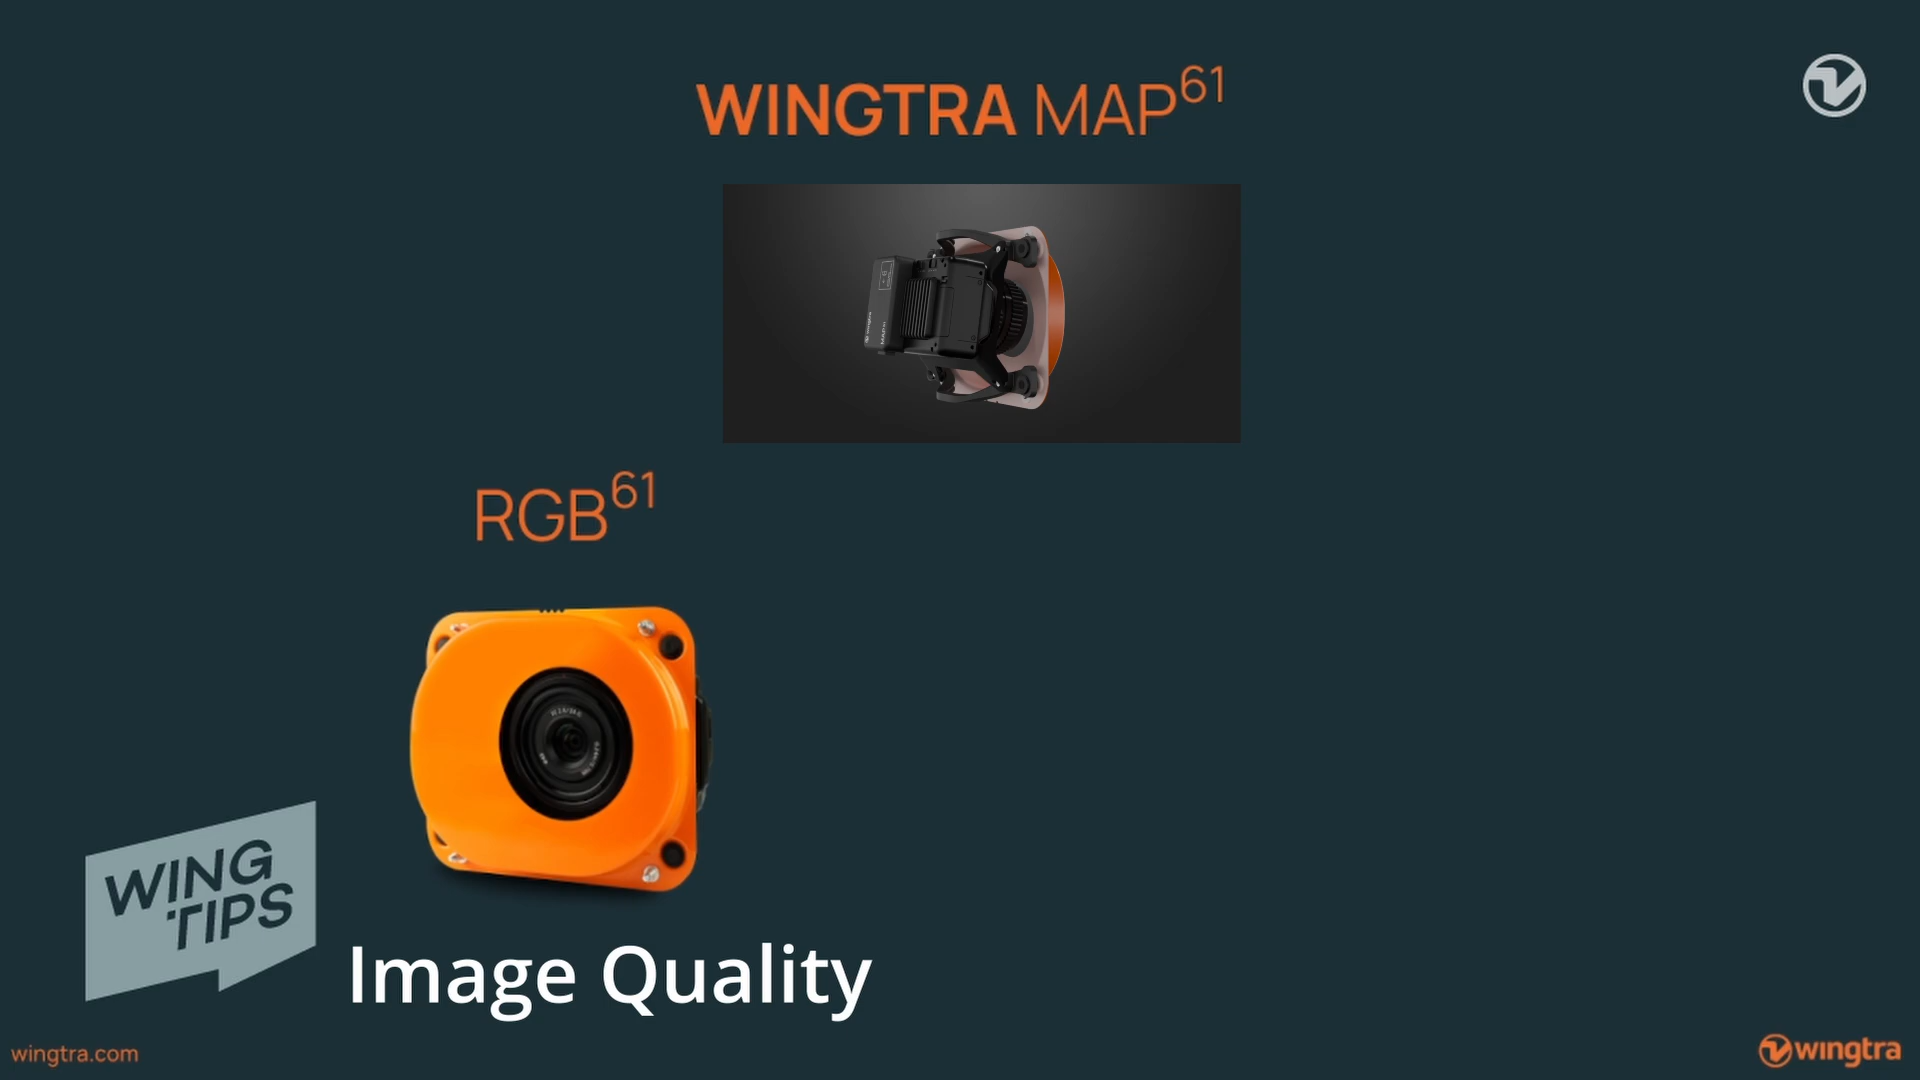 WINGTRA MAP61
RGB61
WING
TIPS
Image Quality
wingtra.com
wingtra